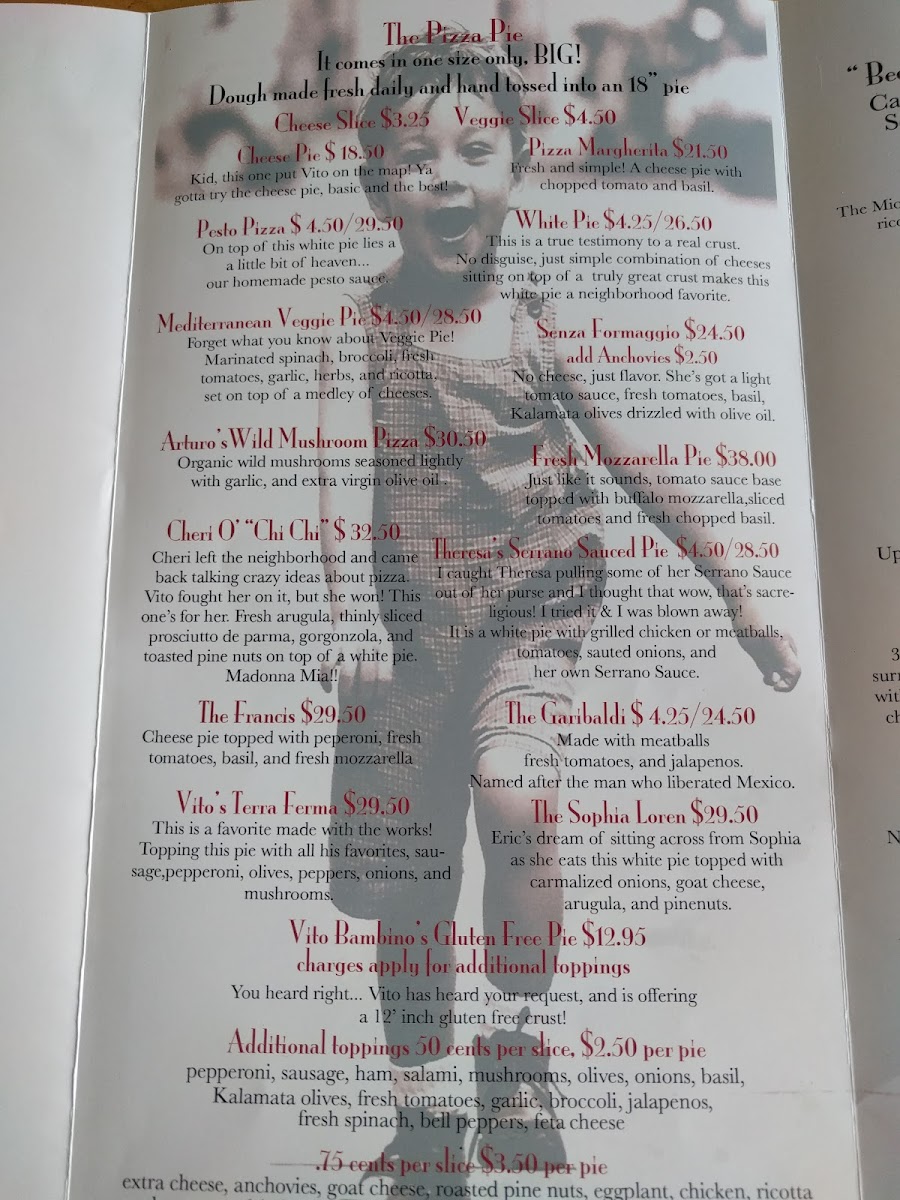 The Pizza Pie
It comes in one size only, BIG!
Dough made fresh daily and hand tossed into an 18" pie
Cheese Slice $3.25 Veggie Slice $4.50
Cheese Pie $ 18.50
Kid, this one put Vito on the map! Ya
gotta try the cheese pie, basic and the best!
Pizza Margherita $21.50
Fresh and simple! A cheese pie with
chopped tomato and basil.
Pesto Pizza $ 4.50/29.50
On top of this white pie lies a
a little bit of heaven...
our homemade pesto sauce.
White Pie $4.25/26.50
This is a true testimony to a real crust.
No disguise, just simple combination of cheeses
sitting on top of a truly great crust makes this
white pie a neighborhood favorite.
Mediterranean Veggie Pie $4.50/28.50
Forget what you know about Veggie Pie!
Marinated spinach, broccoli, fresh
tomatoes, garlic, herbs, and ricotta,
set on top of a medley of cheeses.
Senza Formaggio $24.50
add Anchovies $2.50
No cheese, just flavor. She's got a light
tomato sauce, fresh tomatoes, basil,
Kalamata olives drizzled with olive oil.
Arturo's Wild Mushroom Pizza $30.50
Organic wild mushrooms seasoned lightly
with garlic, and extra virgin olive oil .
Fresh Mozzarella Pie $38.00
Just like it sounds, tomato sauce base
topped with buffalo mozzarella,sliced
tomatoes and fresh chopped basil.
Cheri O' "Chi Chi" $ 32.50
Cheri left the neighborhood and came
back talking crazy ideas about pizza.
Vito fought her on it, but she won! This
one's for her. Fresh arugula, thinly sliced
prosciutto de parma, gorgonzola, and
toasted pine nuts on top of a white pie.
Madonna Mia!!
Theresa's Serrano Sauced Pie $4.50/28.50
I caught Theresa pulling some of her Serrano Sauce
out of her purse and I thought that wow, that's sacre-
ligious! I tried it & I was blown away!
It is a white pie with grilled chicken or meatballs,
tomatoes, sauted onions, and
her own Serrano Sauce.
The Francis $29.50
Cheese pie topped with peperoni, fresh
tomatoes, basil, and fresh mozzarella
The Garibaldi $ 4.25/24.50
Made with meatballs
fresh tomatoes, and jalapenos.
Named after the man who liberated Mexico.
Vito's Terra Ferma $29.50
This is a favorite made with the works!
Topping this pie with all his favorites, sau-
sage,pepperoni, olives, peppers, onions, and
mushrooms.
The Sophia Loren $29.50
Eric's dream of sitting across from Sophia
as she eats this white pie topped with
carmalized onions, goat cheese,
arugula, and pinenuts.
Vito Bambino's Gluten Free Pie $12.95
charges apply for additional toppings
You heard right... Vito has heard your request, and is offering
a 12' inch gluten free crust!
Additional toppings 50 cents per slice, $2.50 per pie
pepperoni, sausage, ham, salami, mushrooms, olives, onions, basil,
Kalamata olives, fresh tomatoes, garlic, broccoli, jalapenos,
fresh spinach, bell peppers, feta cheese
.75 cents per slice $3.50 per pie
extra cheese, anchovies, goat cheese, roasted pine nuts, eggplant, chicken, ricotta
The